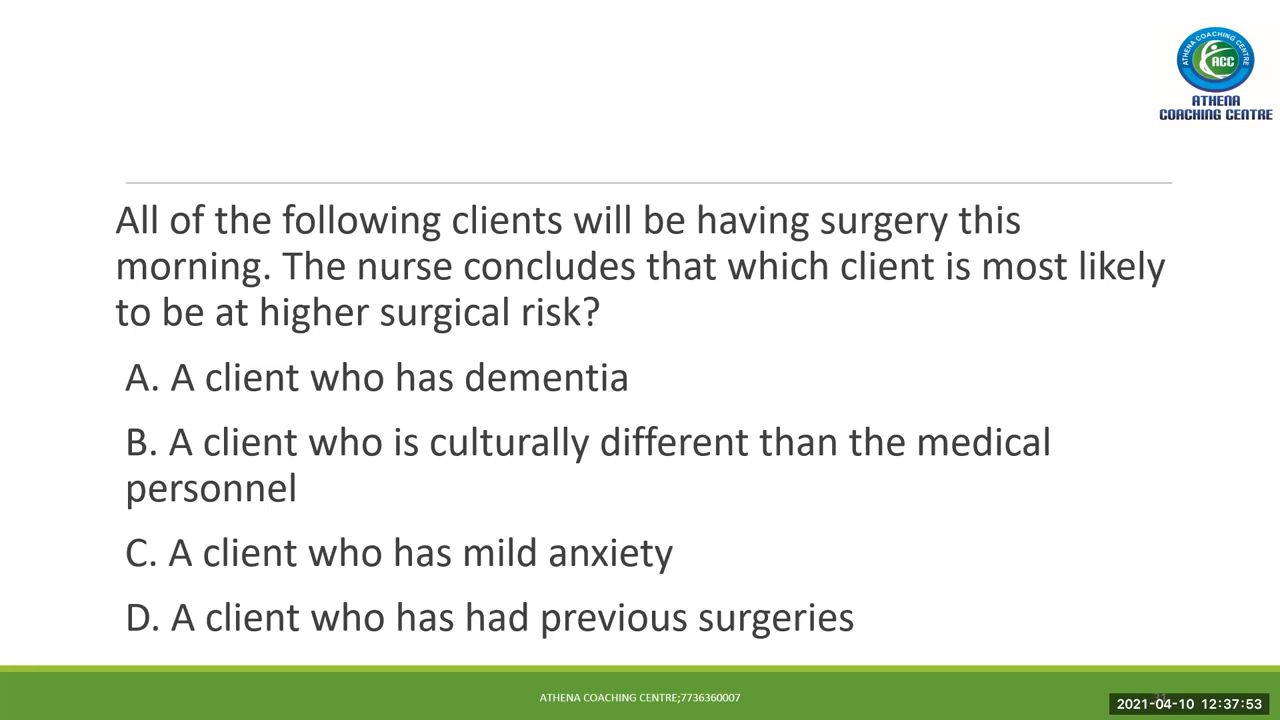 ATHENA COACHING CENTRE
ACC
ATHENA
COACHING CENTRE
All of the following clients will be having surgery this
morning. The nurse concludes that which client is most likely
to be at higher surgical risk?
A. A client who has dementia
B. A client who is culturally different than the medical
personnel
C. A client who has mild anxiety
D. A client who has had previous surgeries
ATHENA COACHING CENTRE;7736360007
2021-04-10 12:37:53